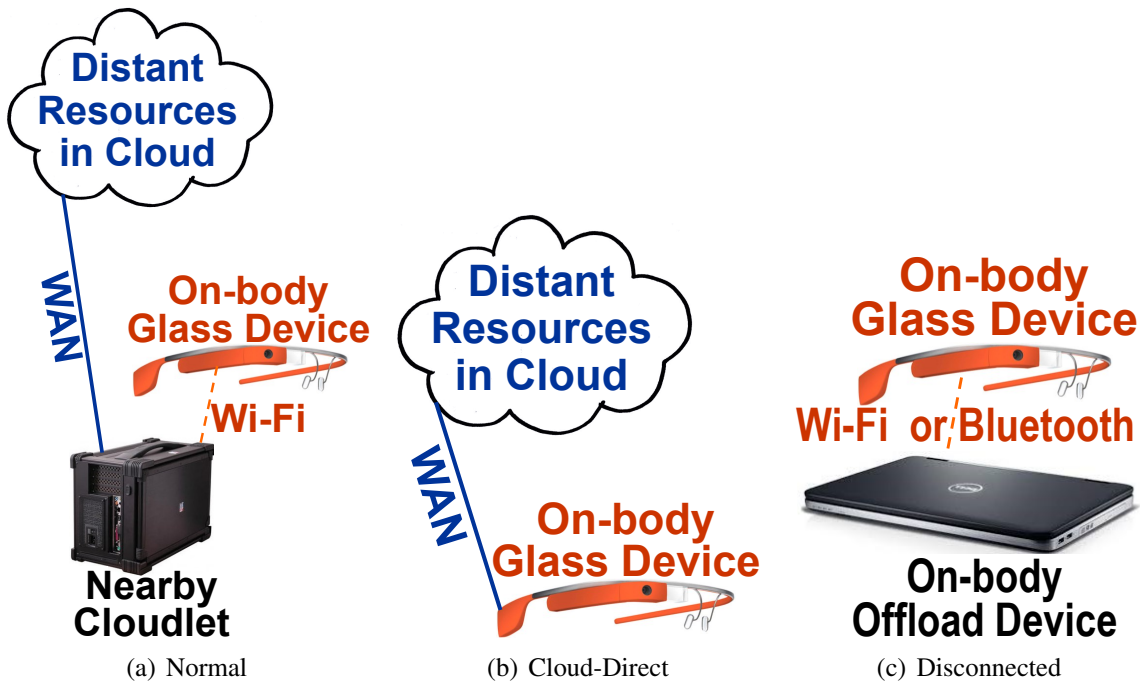 Distant
Resources
in Cloud
WAN
On-body
Glass Device
Wi-Fi
Nearby
Cloudlet
(a) Normal
Distant
Resources
in Cloud
WAN
On-body
Glass Device
(b) Cloud-Direct
On-body
Glass Device
Wi-Fi or Bluetooth
DELL
On-body
Offload Device
(c) Disconnected